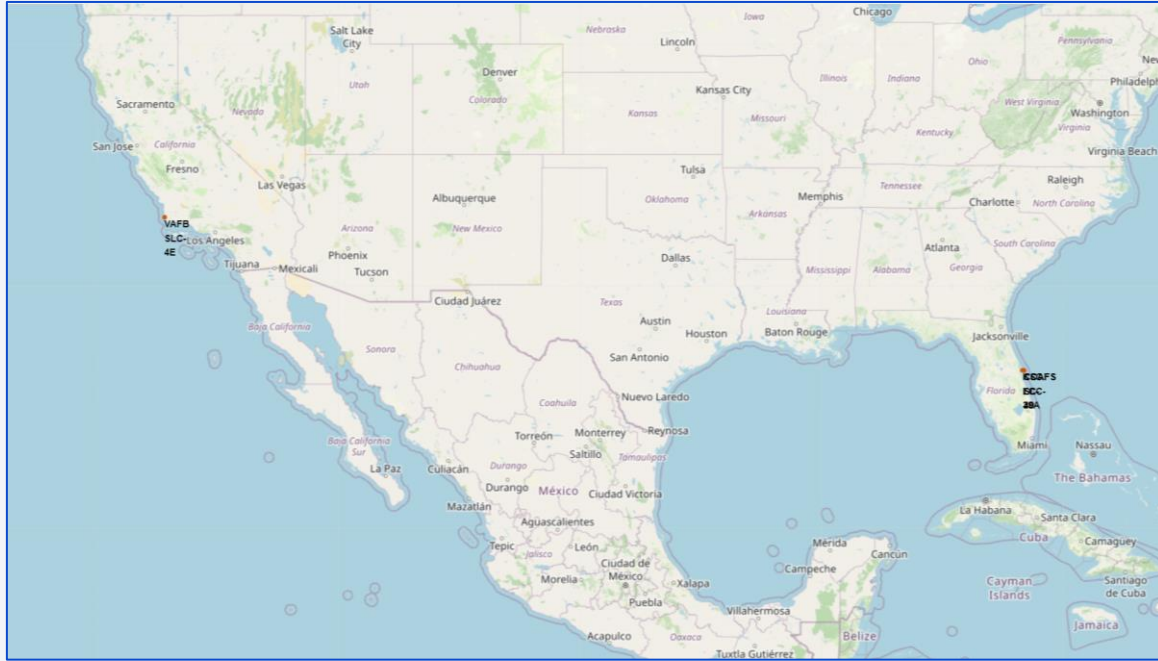 Chicago
Iowa
Salt Lake
City
Nebraska
Lincoln
Pennsylvania
Ohio
Denver
Utah
Illinois
Indiana
Philadelph
Kansas City
Sacramento
Nevada
Colorado
West Virginia
Washington
Kansas
Missouri
Virginia
Kentucky
San Jose
California
Virginia Beach
Fresno
Tulsa
Las Vegas
Raleigh
Tennessee
Albuquerque
Oklahoma
Memphis
Charlotte
North Carolina
Arkansas
VAFB
SLC-
4E
Los Angeles
Arizona
New Mexico
South Carolina
Atlanta
Phoenix
Dallas
Tijuana
Mexicali
Tucson
Mississippi
Alabama
Georgia
Ciudad Juárez
Texas
Louisiana
Austin
Baja California
Houston
Baton Rouge
Jacksonville
Sonora
San Antonio
Chihuahua
Florida
Nuevo Laredo
Coahuila
Reynosa
Torreón
Monterrey
Baja California
Sur
Saltillo
Tamaulipas
Miami
Nassau
La Paz
Culiacán
Durango
The Bahamas
Durango
México
Ciudad Victoria
Mazatlán
La Habana
Santa Clara
Aguascalientes
Cuba
Camaguey
Tepic
Jalisco
León
Mérida
Cancún
Ciudad de
México
Campeche
Morelia
Xalapa
Cayman
Islands
Santiago
de Cuba
Puebla
Villahermosa
Jamaica
Acapulco
Oaxaca
Belize
Tuxtla Gutiérrez